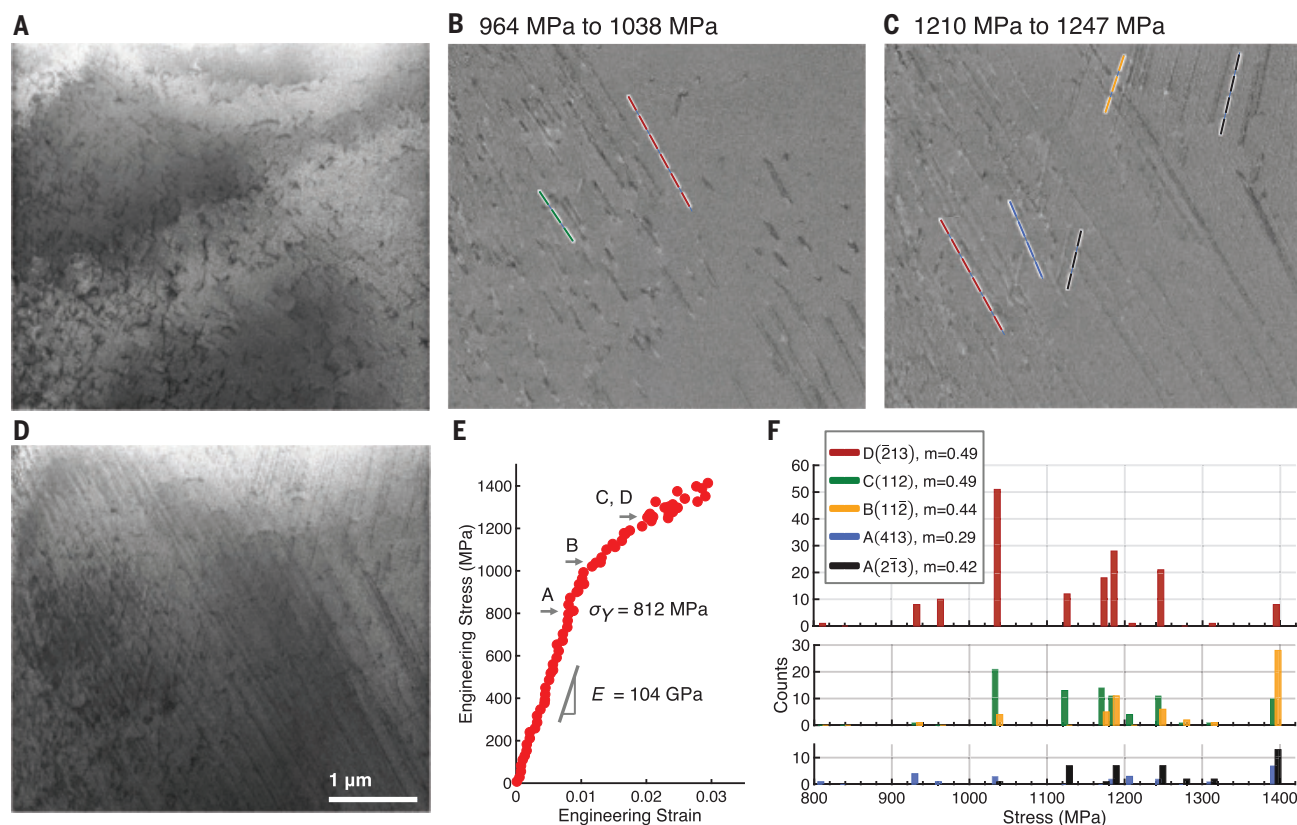 A
B 964 MPa to 1038 MPa
C 1210 MPa to 1247 MPa
D
1 μm
E
Engineering Stress (MPa)
1400
1200
1000
800
600
400
200
0
C, D
B
A
σY = 812 MPa
E = 104 GPa
0 0.01 0.02 0.03
Engineering Strain
F
D(2̅13), m=0.49
C(112), m=0.49
B(112̅), m=0.44
A(413), m=0.29
A(21̅3), m=0.42
60
50
40
30
20
10
0
Counts
30
20
10
0
10
0
800 900 1000 1100 1200 1300 1400
Stress (MPa)